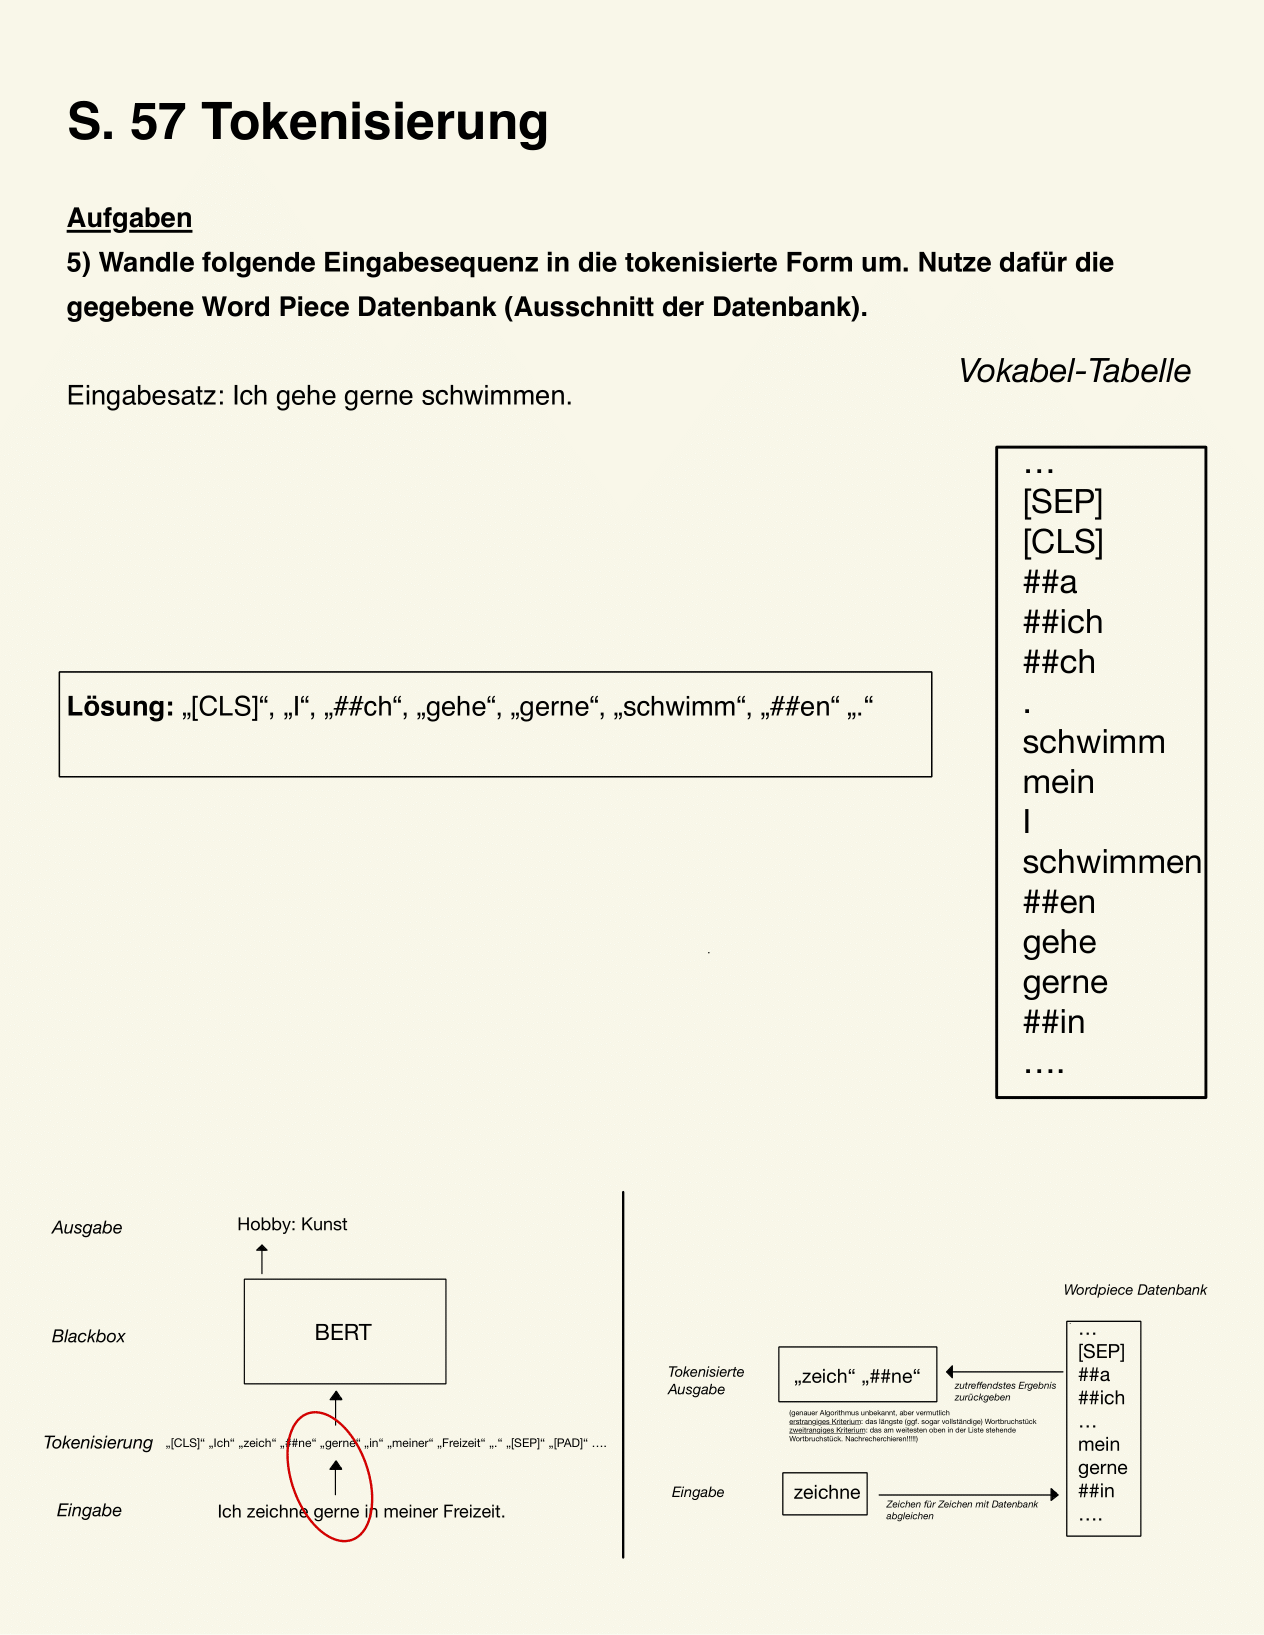 S. 57 Tokenisierung
Aufgaben
5) Wandle folgende Eingabesequenz in die tokenisierte Form um. Nutze dafür die
gegebene Word Piece Datenbank (Ausschnitt der Datenbank).
Eingabesatz: Ich gehe gerne schwimmen.
Vokabel-Tabelle
…
[SEP]
[CLS]
##a
##ich
##ch
.
schwimm
mein
I
schwimmen
##en
gehe
gerne
##in
….
Lösung: „[CLS]“, „I“, „##ch“, „gehe“, „gerne“, „schwimm“, „##en“ „.“
Ausgabe
Hobby: Kunst
Blackbox
BERT
Tokenisierung
„[CLS]“ „Ich“ „zeich“ „##ne“ „gerne“ „in“ „meiner“ „Freizeit“ „.“ „[SEP]“ „[PAD]“ ….
Eingabe
Ich zeichne gerne in meiner Freizeit.
Wordpiece Datenbank
…
[SEP]
##a
##ich
…
mein
gerne
##in
….
Tokenisierte
Ausgabe
„zeich“ „##ne“
zutreffendstes Ergebnis
zurückgeben
(genauer Algorithmus unbekannt, aber vermutlich
erstrangiges Kriterium: das längste (ggf. sogar vollständige) Wortbruchstück
zweitrangiges Kriterium: das am weitesten oben in der Liste stehende
Wortbruchstück. Nachrecherchieren!!!!!)
Eingabe
zeichne
Zeichen für Zeichen mit Datenbank
abgleichen